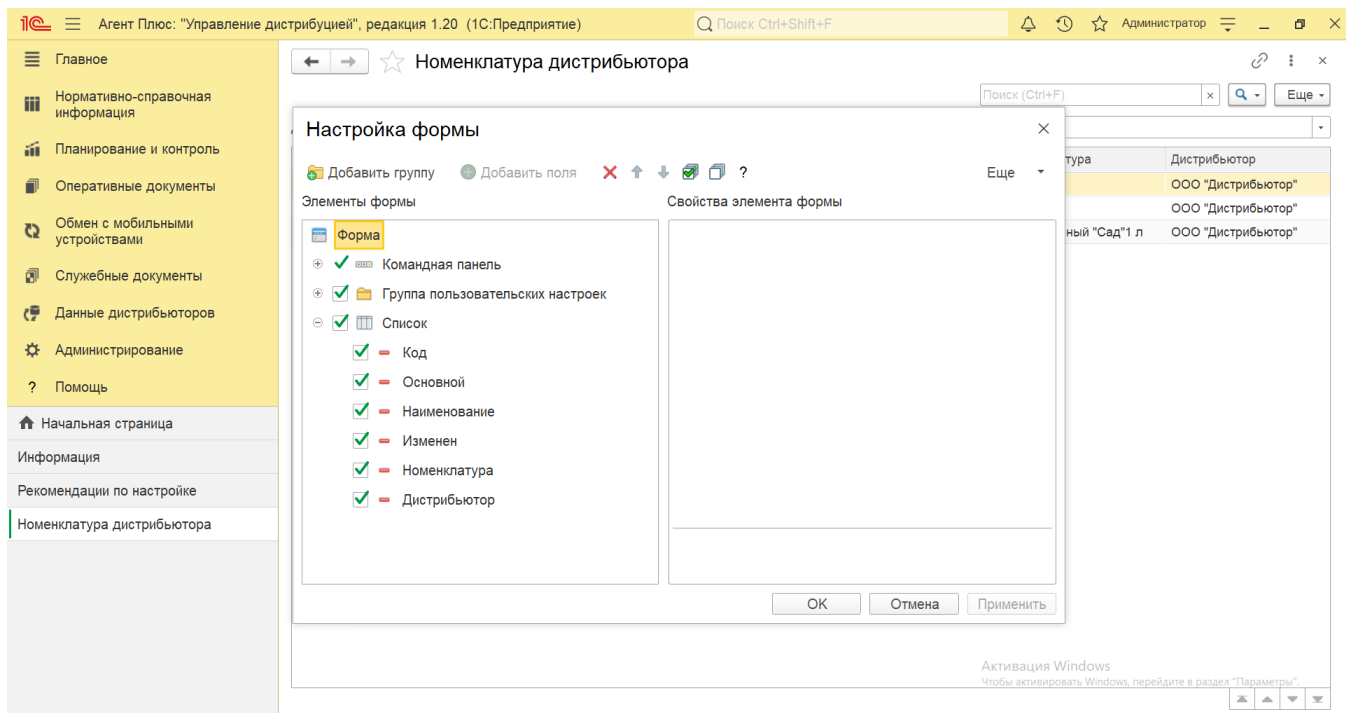 Агент Плюс: "Управление дистрибуцией", редакция 1.20 (1С:Предприятие)
Поиск Ctrl+Shift+F
Администратор
Главное
Нормативно-справочная
информация
Планирование и контроль
Оперативные документы
Обмен с мобильными
устройствами
Служебные документы
Данные дистрибьюторов
Администрирование
? Помощь
Начальная страница
Информация
Рекомендации по настройке
Номенклатура дистрибьютора
Номенклатура дистрибьютора
Поиск (Ctrl+F)
Еще
тура
Дистрибьютор
ООО "Дистрибьютор"
ООО "Дистрибьютор"
ный "Сад"1 л
ООО "Дистрибьютор"
Настройка формы
Добавить группу
Добавить поля
?
Еще
Элементы формы
Свойства элемента формы
Форма
Командная панель
Группа пользовательских настроек
Список
Код
Основной
Наименование
Изменен
Номенклатура
Дистрибьютор
OK
Отмена
Применить
Активация Windows
Чтобы активировать Windows, перейдите в раздел "Параметры".